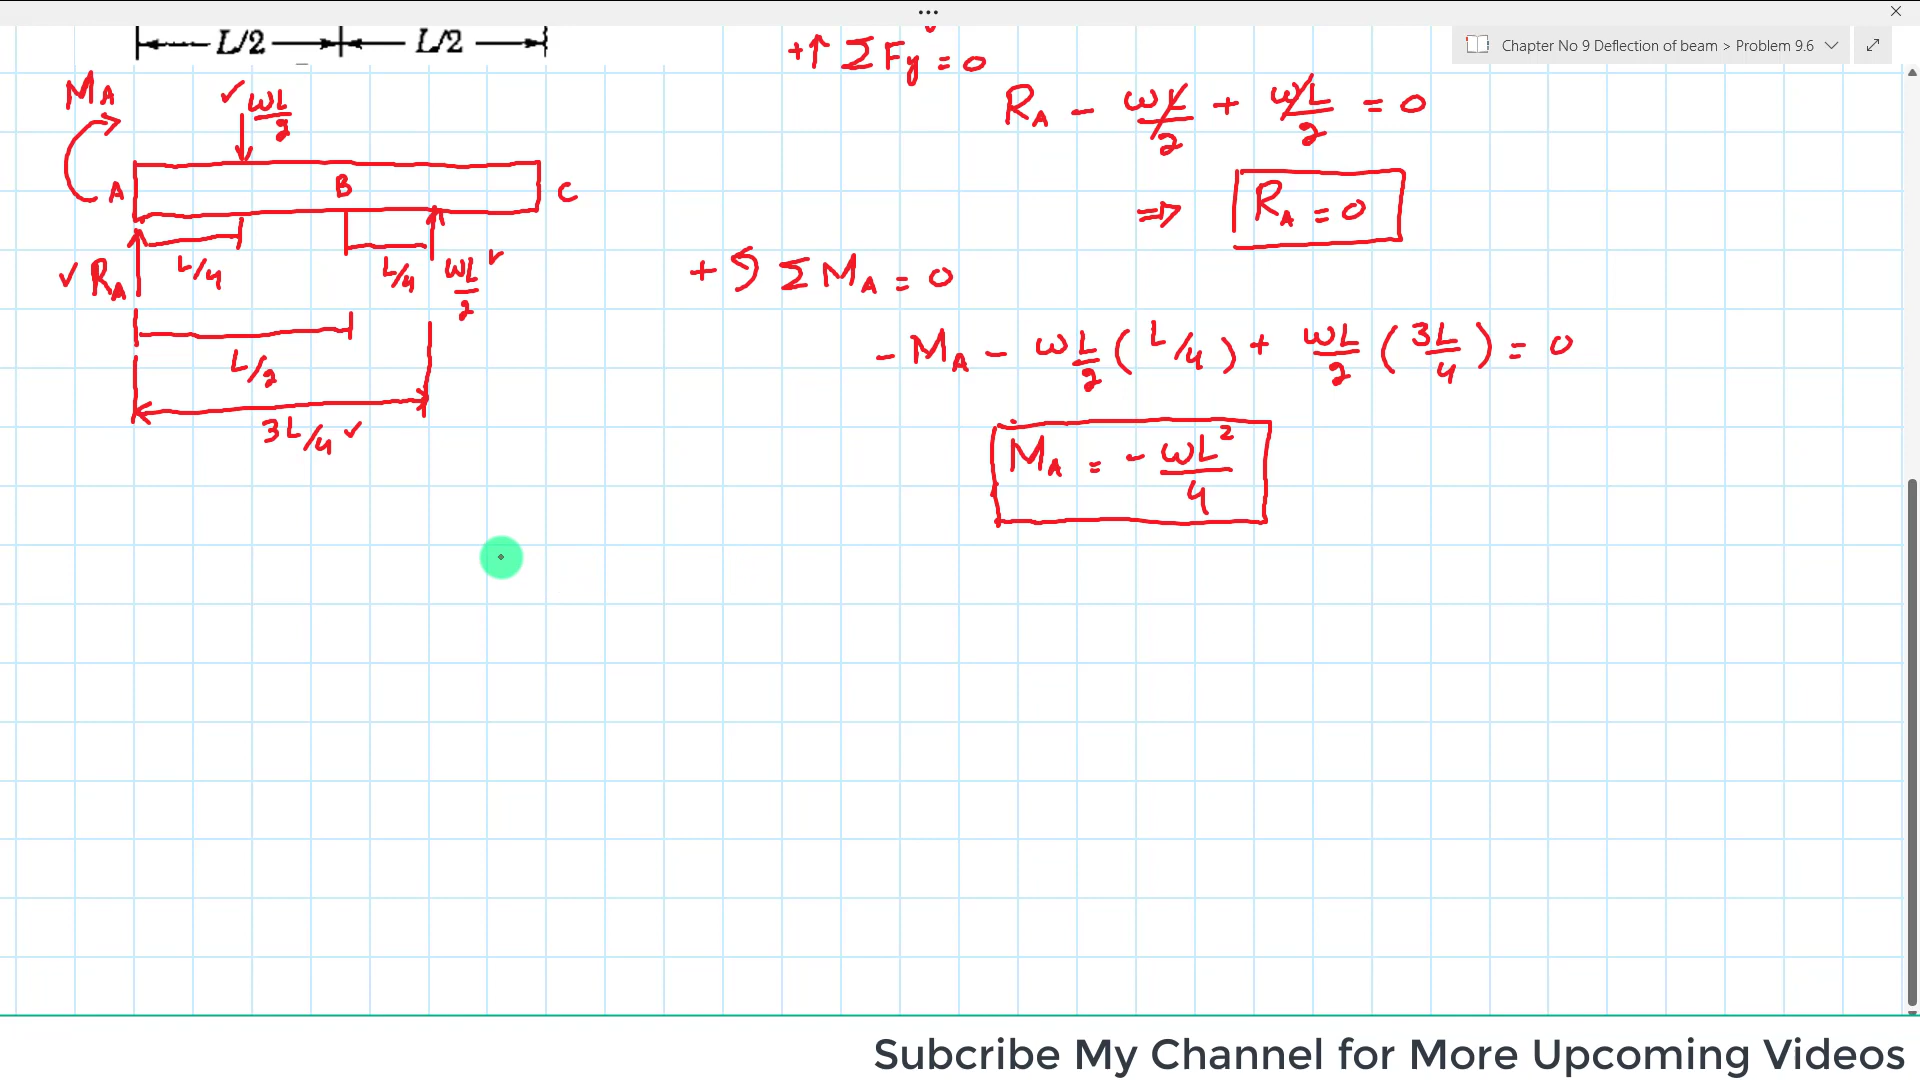 ...
Chapter No 9 Deflection of beam > Problem 9.6
L/2 L/2
+↑ ΣFy = 0
MA
✓ wL/2
RA - wL/2 + wL/2 = 0
A B C
⇒ RA = 0
✓ RA L/4 L/4 wL/2 ✓
+ ↺ ΣMA = 0
L/2
- MA - wL/2 (L/4) + wL/2 (3L/4) = 0
3L/4 ✓
MA = - wL²/4
Subcribe My Channel for More Upcoming Videos